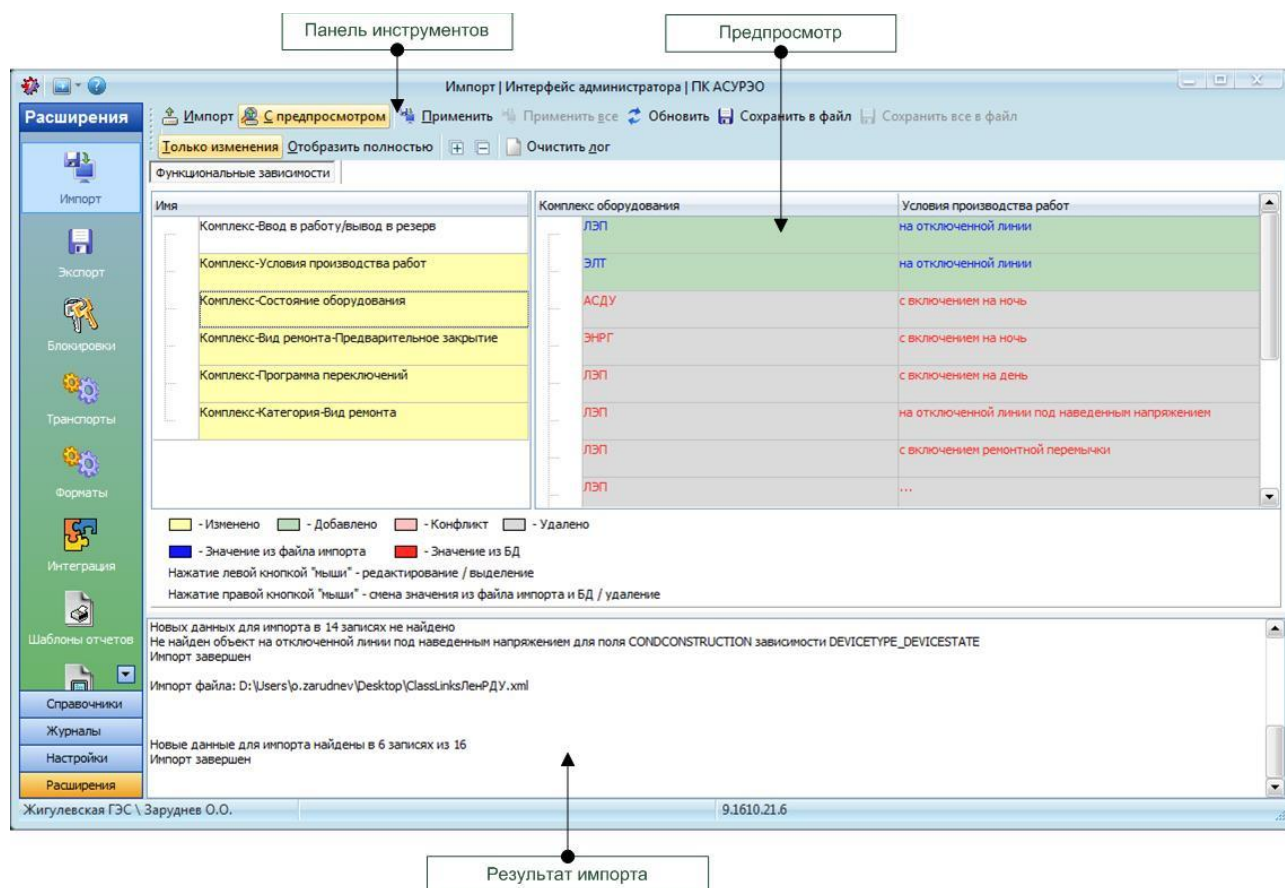 Панель инструментов
Предпросмотр
Импорт | Интерфейс администратора | ПК АСУРЭО
Расширения
Импорт С предпросмотром Применить Применить все Обновить Сохранить в файл Сохранить все в файл
Только изменения Отобразить полностью Очистить лог
Функциональные зависимости
Импорт
Экспорт
Блокировки
Транспорты
Форматы
Интеграция
Шаблоны отчетов
Справочники
Журналы
Настройки
Расширения
Имя
Комплекс-Ввод в работу/вывод в резерв
Комплекс-Условия производства работ
Комплекс-Состояние оборудования
Комплекс-Вид ремонта-Предварительное закрытие
Комплекс-Программа переключений
Комплекс-Категория-Вид ремонта
Комплекс оборудования Условия производства работ
ЛЭП на отключенной линии
ЭЛТ на отключенной линии
АСДУ с включением на ночь
ЭНРГ с включением на ночь
ЛЭП с включением на день
ЛЭП на отключенной линии под наведенным напряжением
ЛЭП с включением ремонтной перемычки
ЛЭП ...
- Изменено - Добавлено - Конфликт - Удалено
- Значение из файла импорта - Значение из БД
Нажатие левой кнопкой "мыши" - редактирование / выделение
Нажатие правой кнопкой "мыши" - смена значения из файла импорта и БД / удаление
Новых данных для импорта в 14 записях не найдено
Не найден объект на отключенной линии под наведенным напряжением для поля CONDCONSTRUCTION зависимости DEVICETYPE_DEVICESTATE
Импорт завершен
Импорт файла: D:\Users\o.zarudnev\Desktop\ClassLinksЛенРДУ.xml
Новые данные для импорта найдены в 6 записях из 16
Импорт завершен
Жигулевская ГЭС \ Заруднев О.О. 9.1610.21.6
Результат импорта